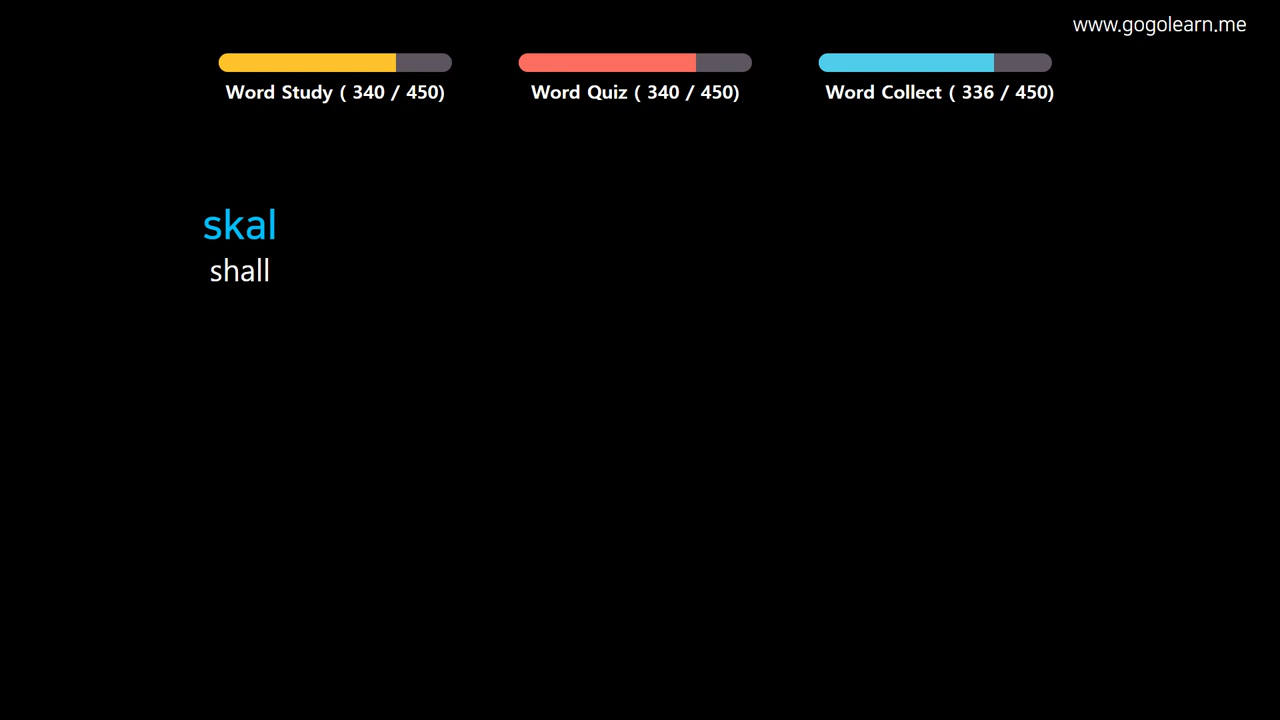 www.gogolearn.me
Word Study ( 340 / 450)
Word Quiz ( 340 / 450)
Word Collect ( 336 / 450)
skal
shall